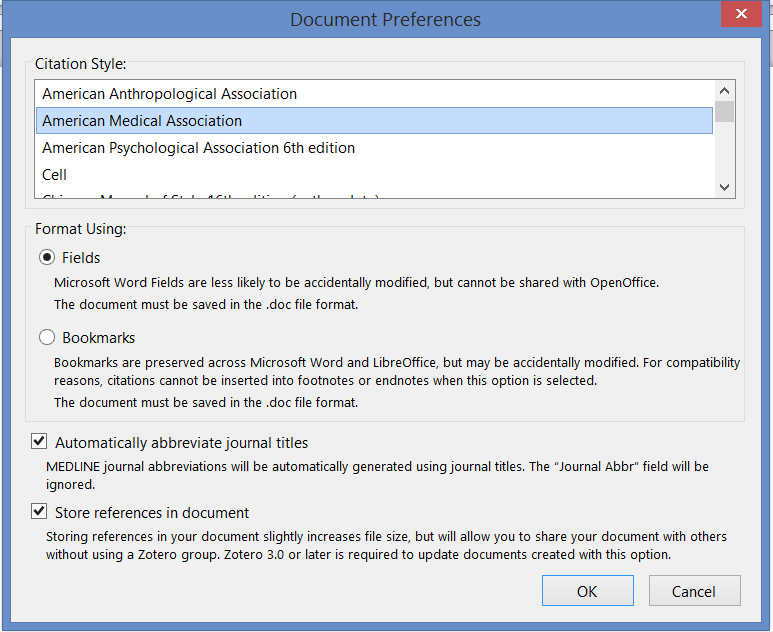 Document Preferences
Citation Style:
American Anthropological Association
American Medical Association
American Psychological Association 6th edition
Cell
Format Using:
Fields
Microsoft Word Fields are less likely to be accidentally modified, but cannot be shared with OpenOffice.
The document must be saved in the .doc file format.
Bookmarks
Bookmarks are preserved across Microsoft Word and LibreOffice, but may be accidentally modified. For compatibility
reasons, citations cannot be inserted into footnotes or endnotes when this option is selected.
The document must be saved in the .doc file format.
Automatically abbreviate journal titles
MEDLINE journal abbreviations will be automatically generated using journal titles. The “Journal Abbr” field will be
ignored.
Store references in document
Storing references in your document slightly increases file size, but will allow you to share your document with others
without using a Zotero group. Zotero 3.0 or later is required to update documents created with this option.
OK
Cancel